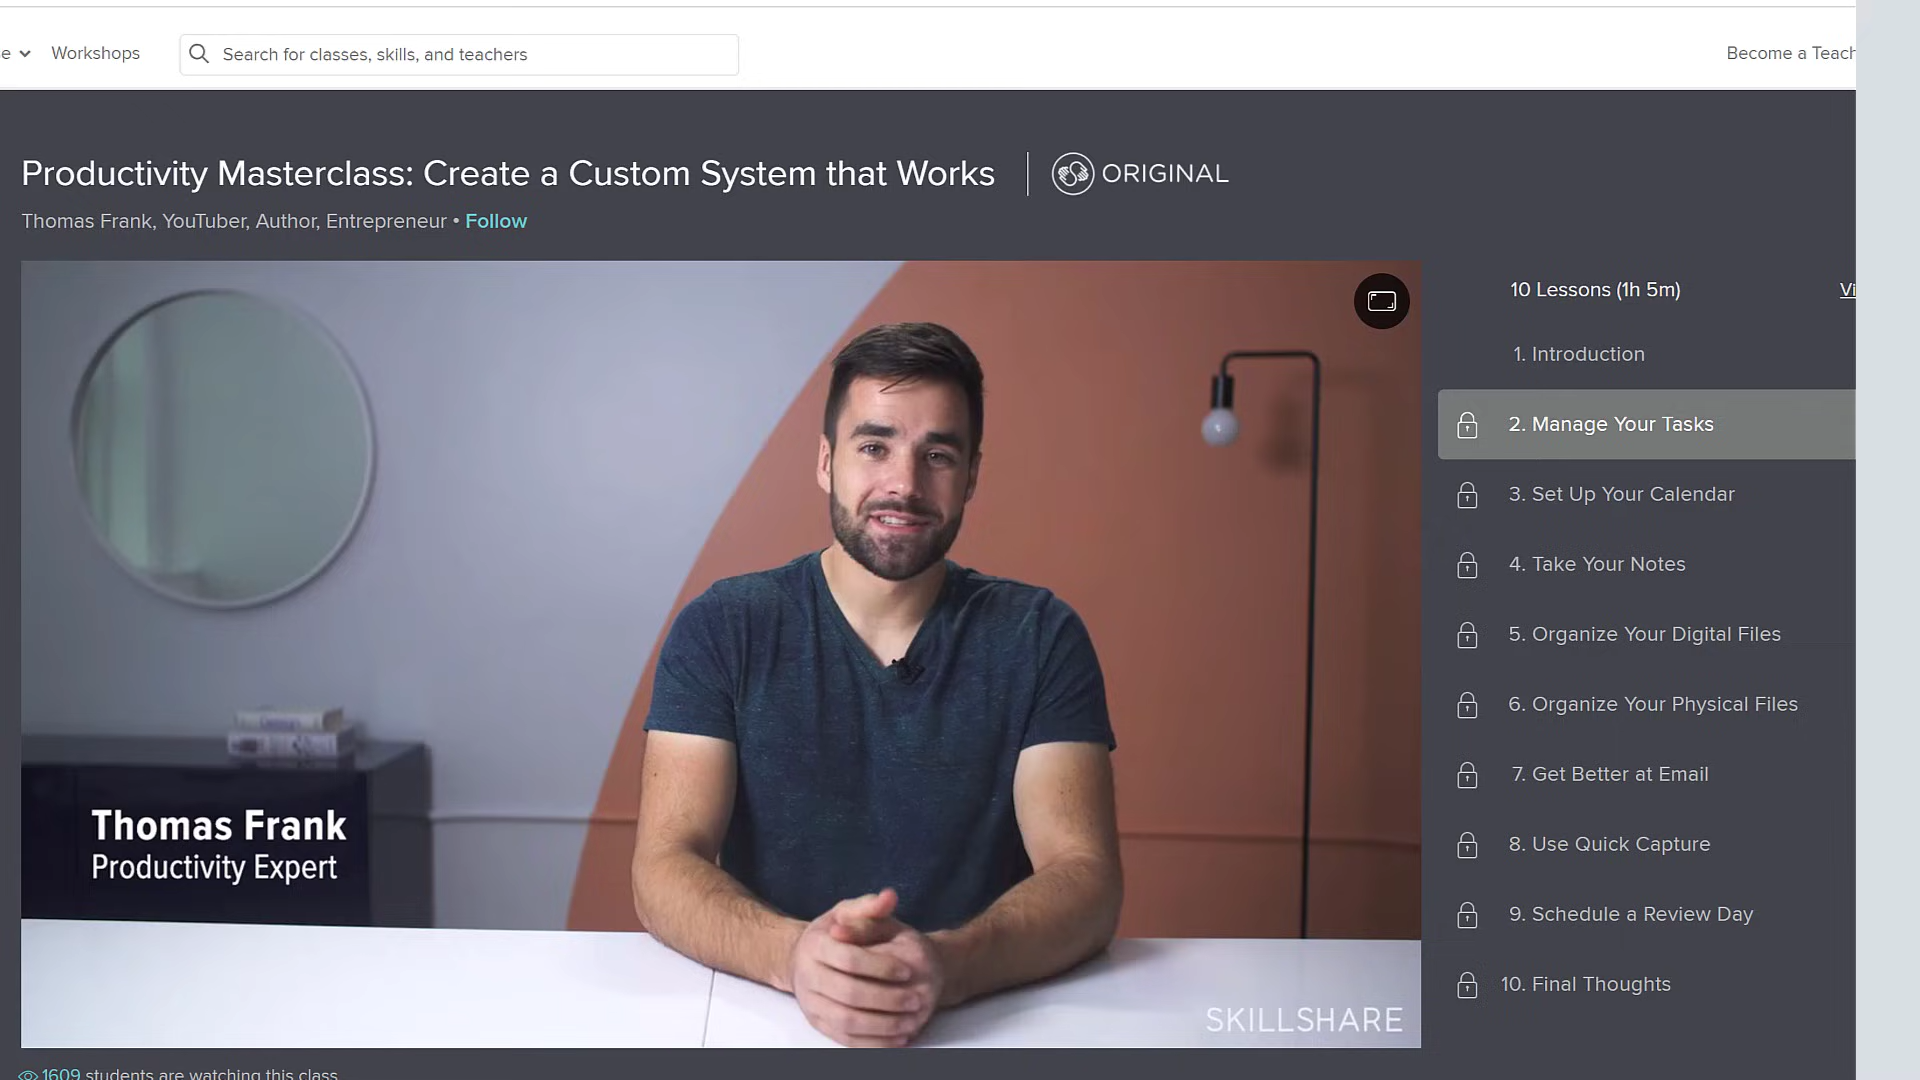 e Workshops Search for classes, skills, and teachers Become a Teach
Productivity Masterclass: Create a Custom System that Works ORIGINAL
Thomas Frank, YouTuber, Author, Entrepreneur • Follow
10 Lessons (1h 5m) Vi
1. Introduction
2. Manage Your Tasks
3. Set Up Your Calendar
4. Take Your Notes
5. Organize Your Digital Files
6. Organize Your Physical Files
7. Get Better at Email
8. Use Quick Capture
9. Schedule a Review Day
10. Final Thoughts
Thomas Frank
Productivity Expert
SKILLSHARE
1609 students are watching this class